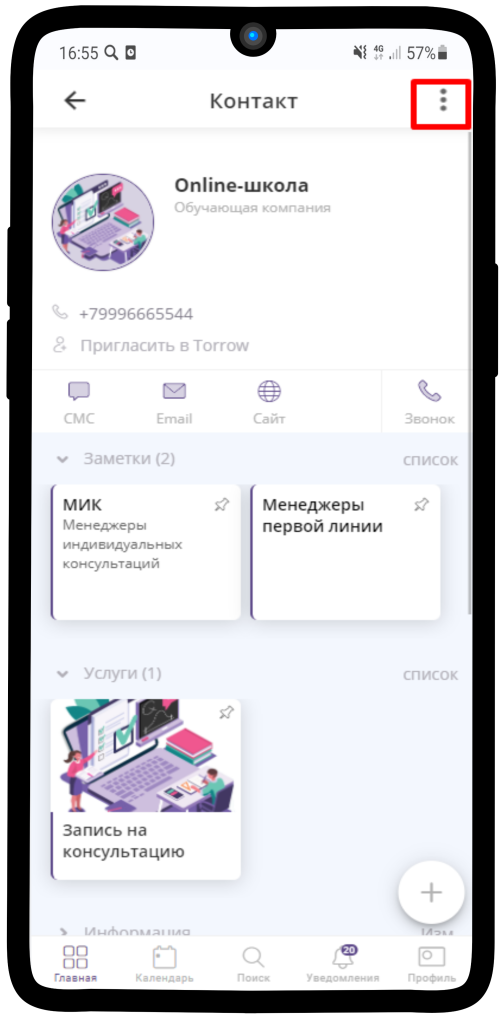 16:55
4G
57%
Контакт
Online-школа
Обучающая компания
+79996665544
Пригласить в Torrow
СМС
Email
Сайт
Звонок
Заметки (2)
список
МИК
Менеджеры
индивидуальных
консультаций
Менеджеры
первой линии
Услуги (1)
список
Запись на
консультацию
Информация
Изм
Главная
Календарь
Поиск
20
Уведомления
Профиль